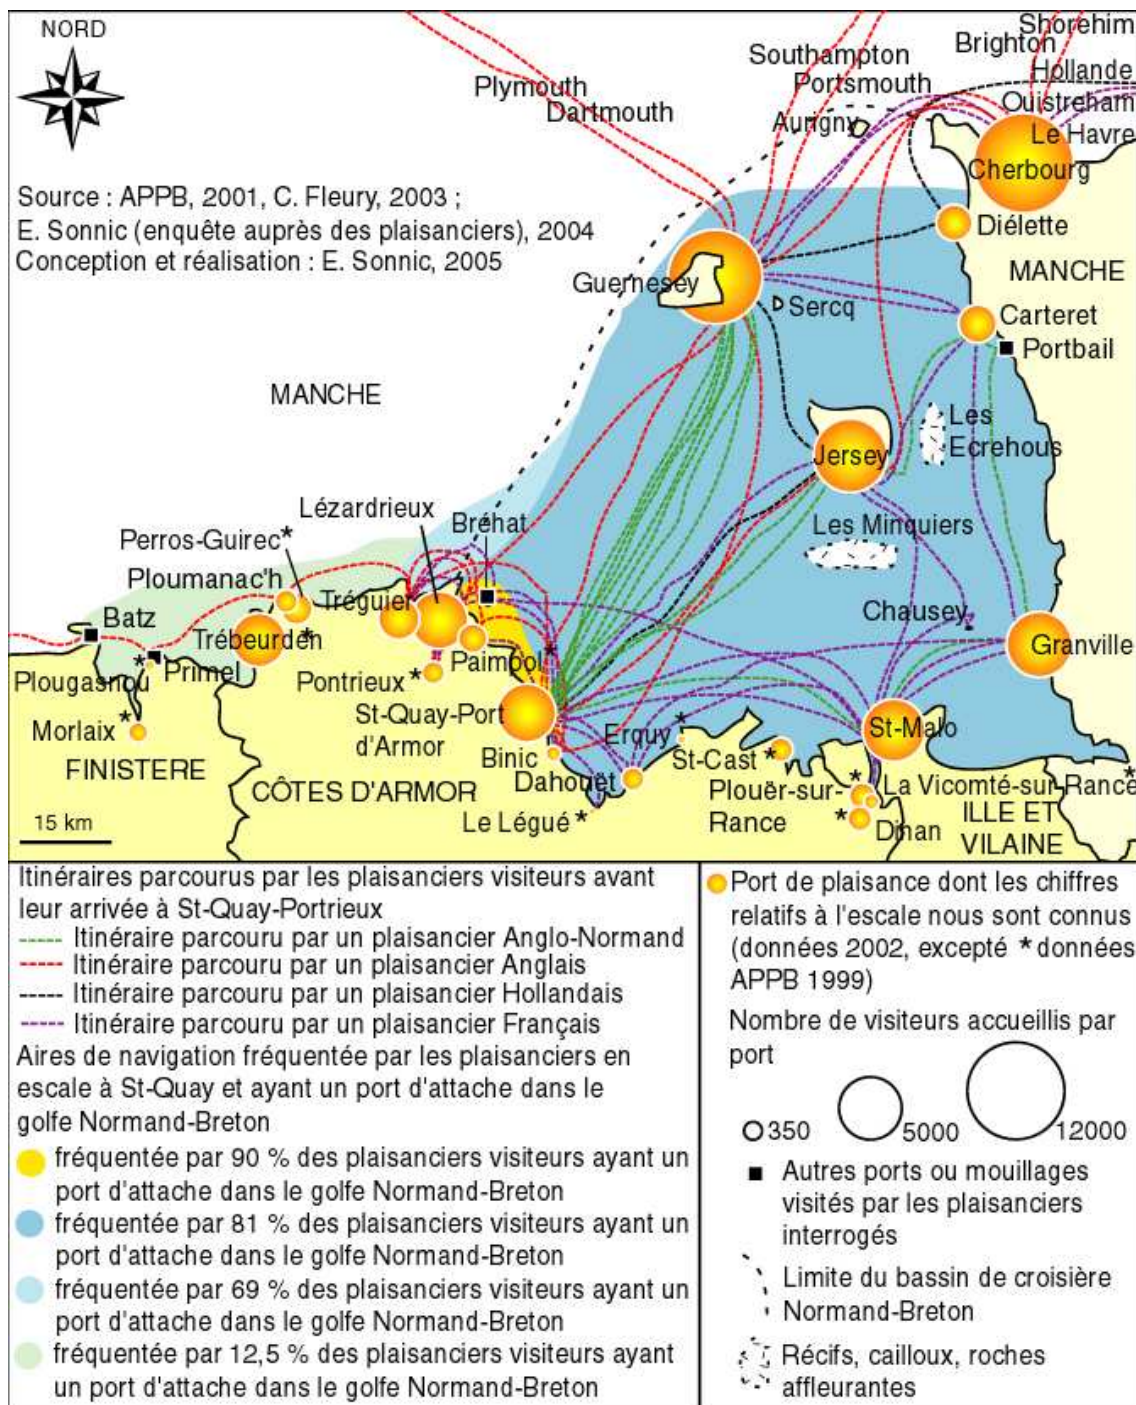 NORD
Shorehim
Brighton
Southampton
Portsmouth
Hollande
Plymouth
Dartmouth
Ouistreham
Aurigny
Le Havre
Cherbourg
Source : APPB, 2001, C. Fleury, 2003 ;
E. Sonnic (enquête auprès des plaisanciers), 2004
Conception et réalisation : E. Sonnic, 2005
Diélette
MANCHE
Guernesey
Sercq
Carteret
Portbail
MANCHE
Les
Ecrehous
Jersey
Lézardrieux
Bréhat
Les Minquiers
Perros-Guirec*
Ploumanac'h
Tréguier
Batz
Chausey
Trébeurden
*
Granville
Primel
*
Plougasnou
Paimpol
*
Pontrieux *
St-Quay-Port
d'Armor
St-Malo
Morlaix *
Erquy
*
Binic
St-Cast *
FINISTERE
CÔTES D'ARMOR
Dahouët
Plouër-sur-
Rance
*
*
La Vicomté-sur-Rance
*
Le Légué *
Dinan
ILLE ET
VILAINE
15 km
Itinéraires parcourus par les plaisanciers visiteurs avant
leur arrivée à St-Quay-Portrieux
Itinéraire parcouru par un plaisancier Anglo-Normand
Itinéraire parcouru par un plaisancier Anglais
Itinéraire parcouru par un plaisancier Hollandais
Itinéraire parcouru par un plaisancier Français
Aires de navigation fréquentée par les plaisanciers en
escale à St-Quay et ayant un port d'attache dans le
golfe Normand-Breton
fréquentée par 90 % des plaisanciers visiteurs ayant un
port d'attache dans le golfe Normand-Breton
fréquentée par 81 % des plaisanciers visiteurs ayant un
port d'attache dans le golfe Normand-Breton
fréquentée par 69 % des plaisanciers visiteurs ayant un
port d'attache dans le golfe Normand-Breton
fréquentée par 12,5 % des plaisanciers visiteurs ayant
un port d'attache dans le golfe Normand-Breton
Port de plaisance dont les chiffres
relatifs à l'escale nous sont connus
(données 2002, excepté * données
APPB 1999)
Nombre de visiteurs accueillis par
port
350
5000
12000
Autres ports ou mouillages
visités par les plaisanciers
interrogés
Limite du bassin de croisière
Normand-Breton
Récifs, cailloux, roches
affleurantes